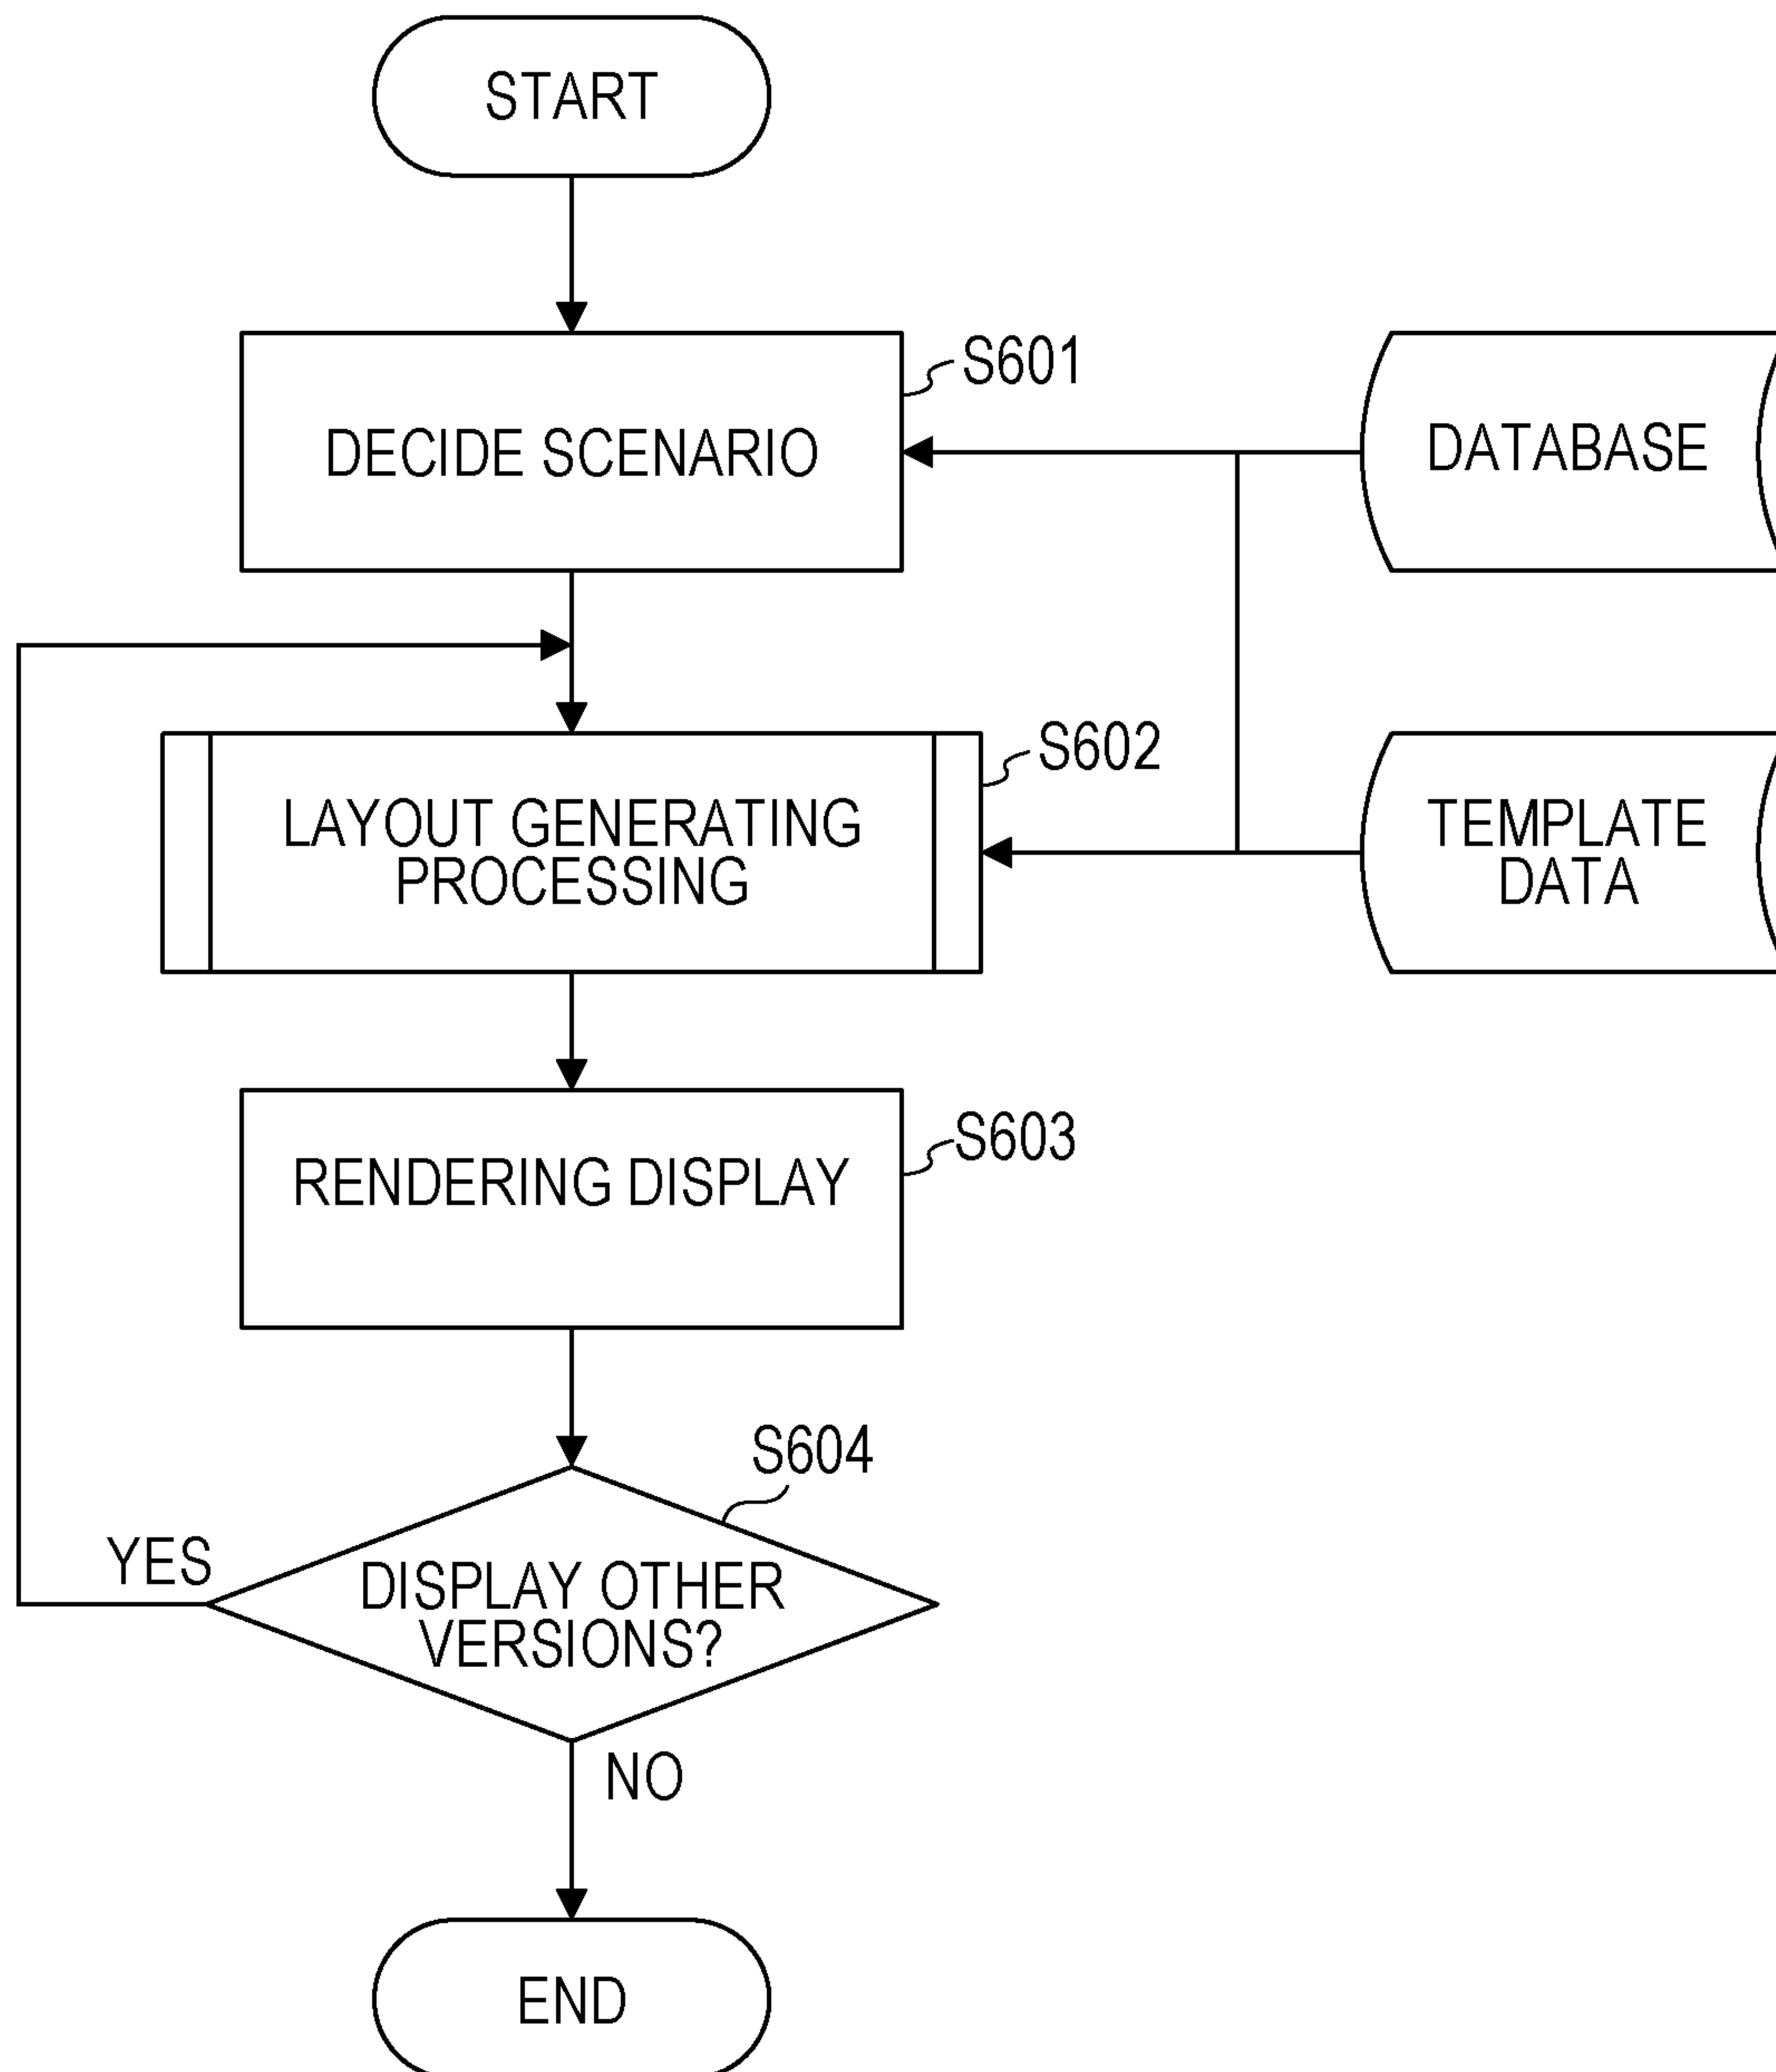 START
S601
DECIDE SCENARIO
DATABASE
S602
LAYOUT GENERATING
PROCESSING
TEMPLATE
DATA
S603
RENDERING DISPLAY
S604
YES
DISPLAY OTHER
VERSIONS?
NO
END